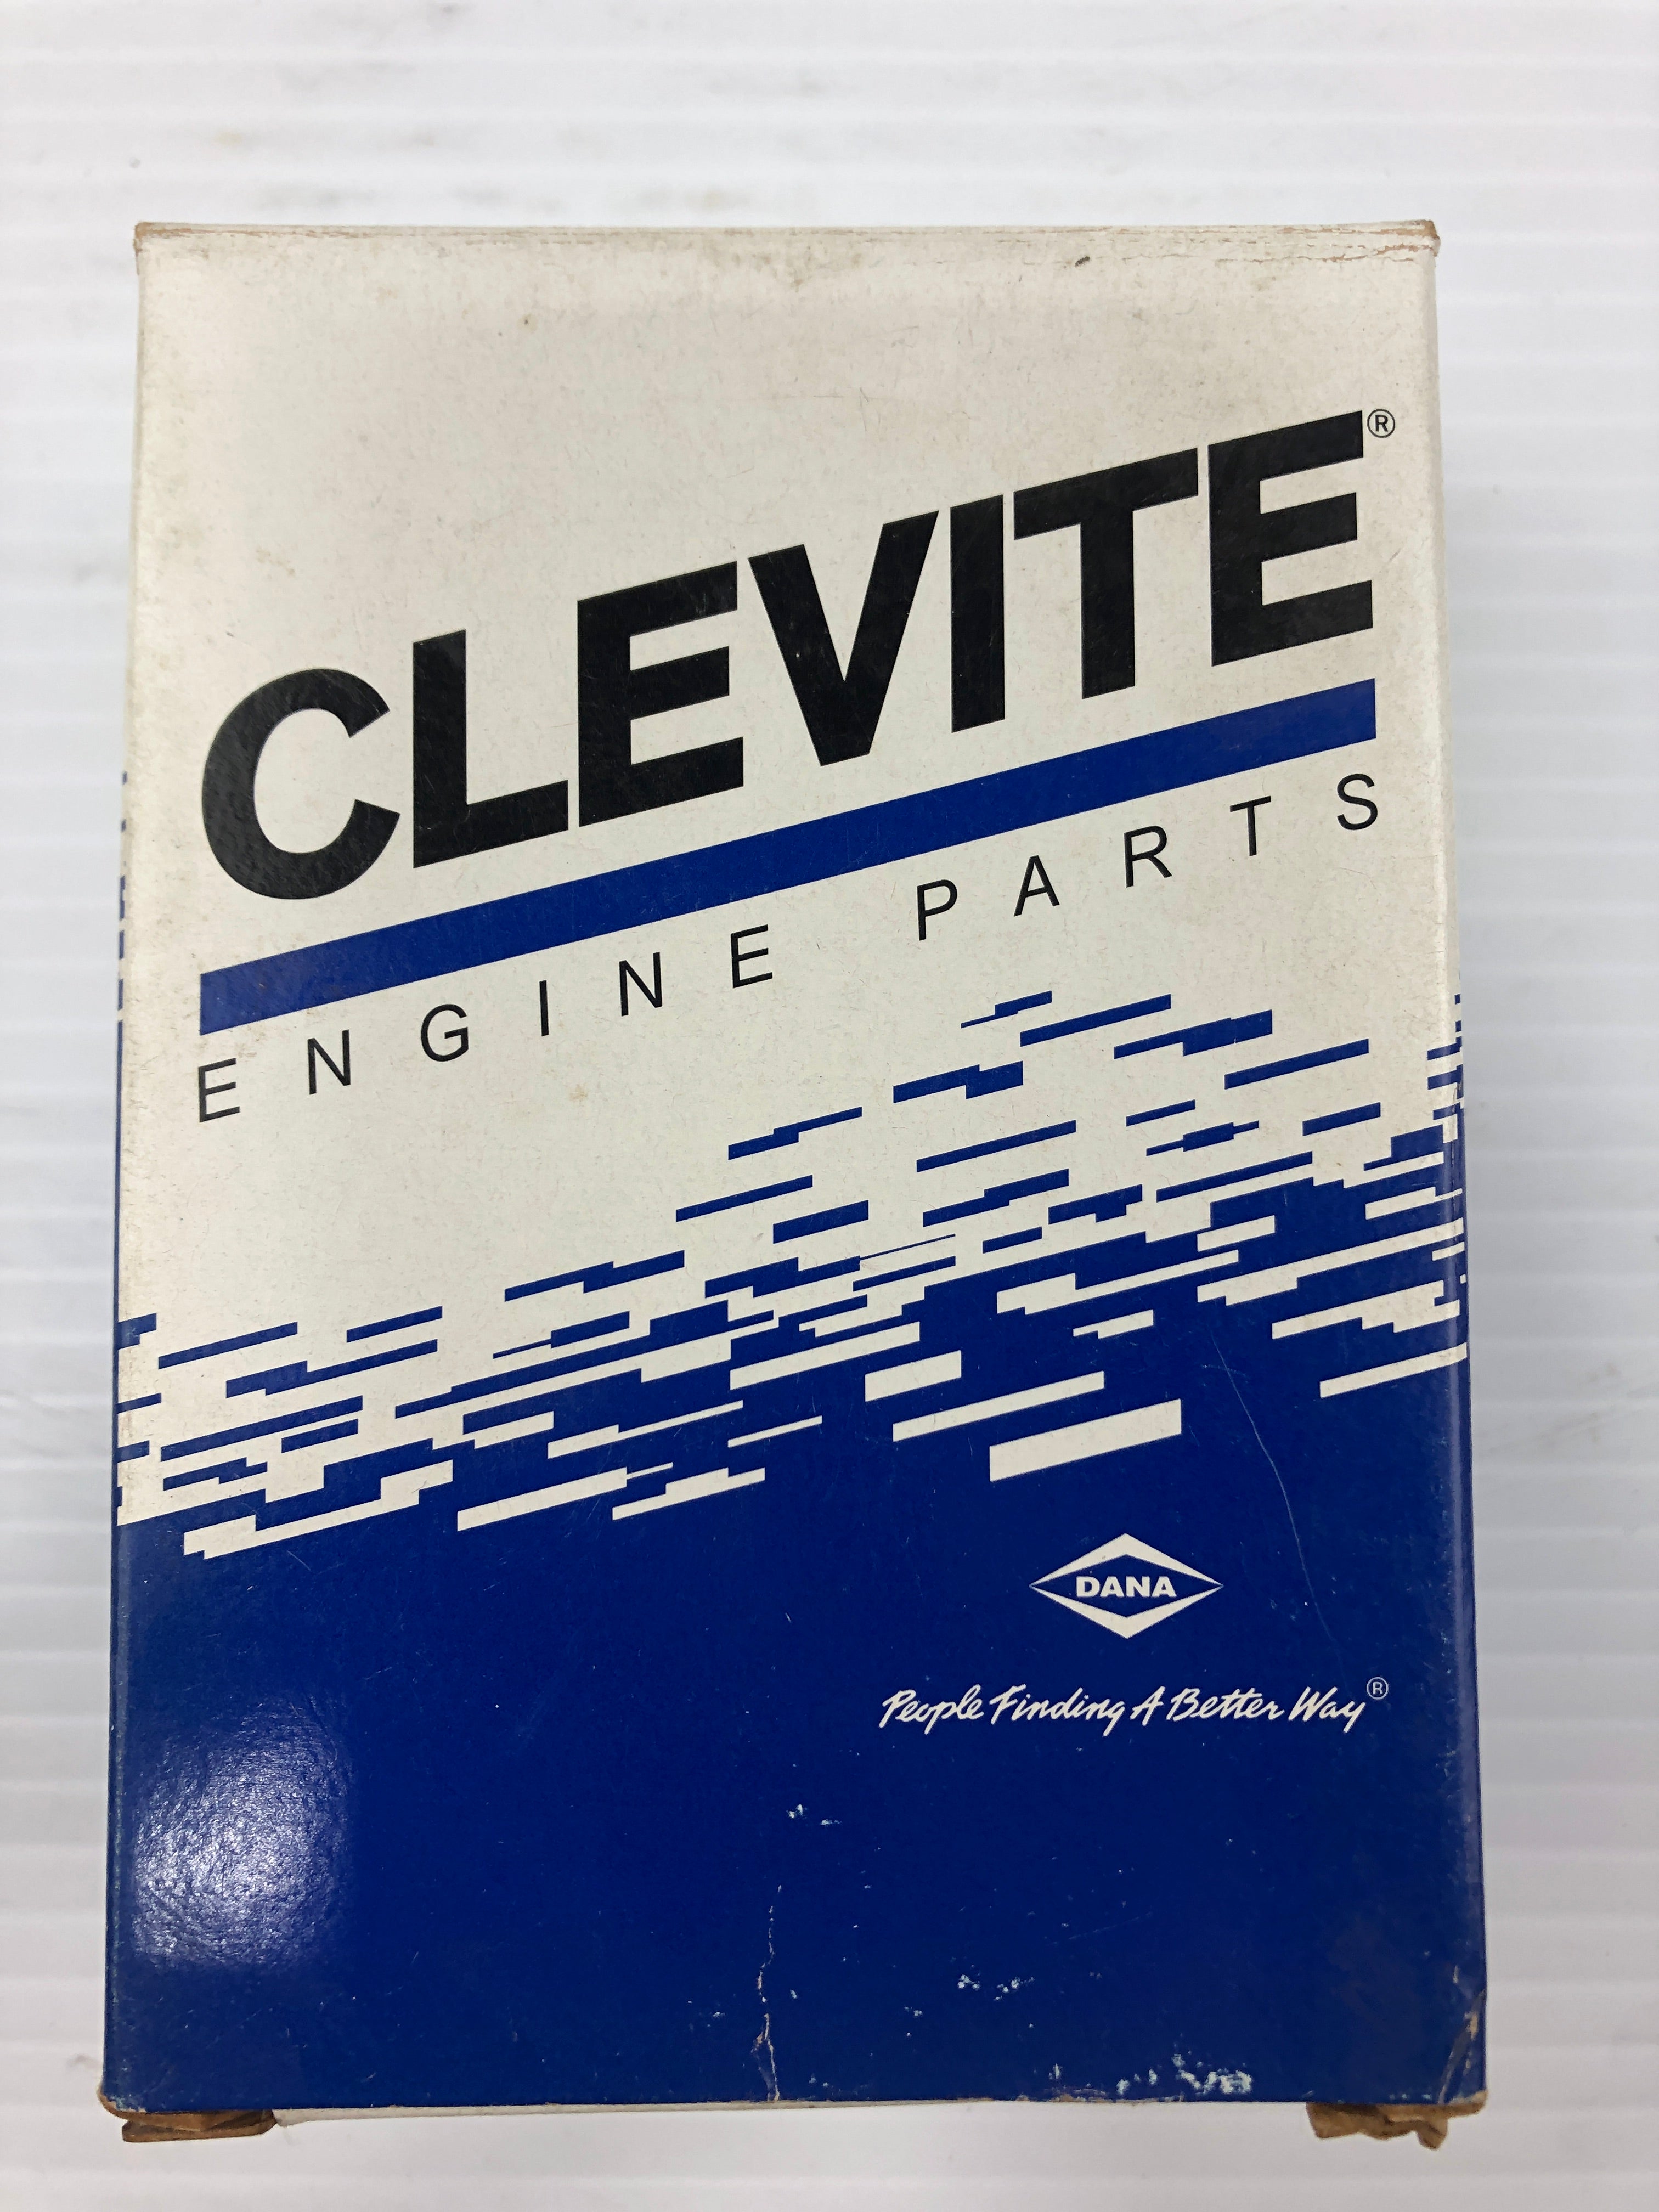 CLEVITE®
ENGINE PARTS
DANA
People Finding A Better Way®